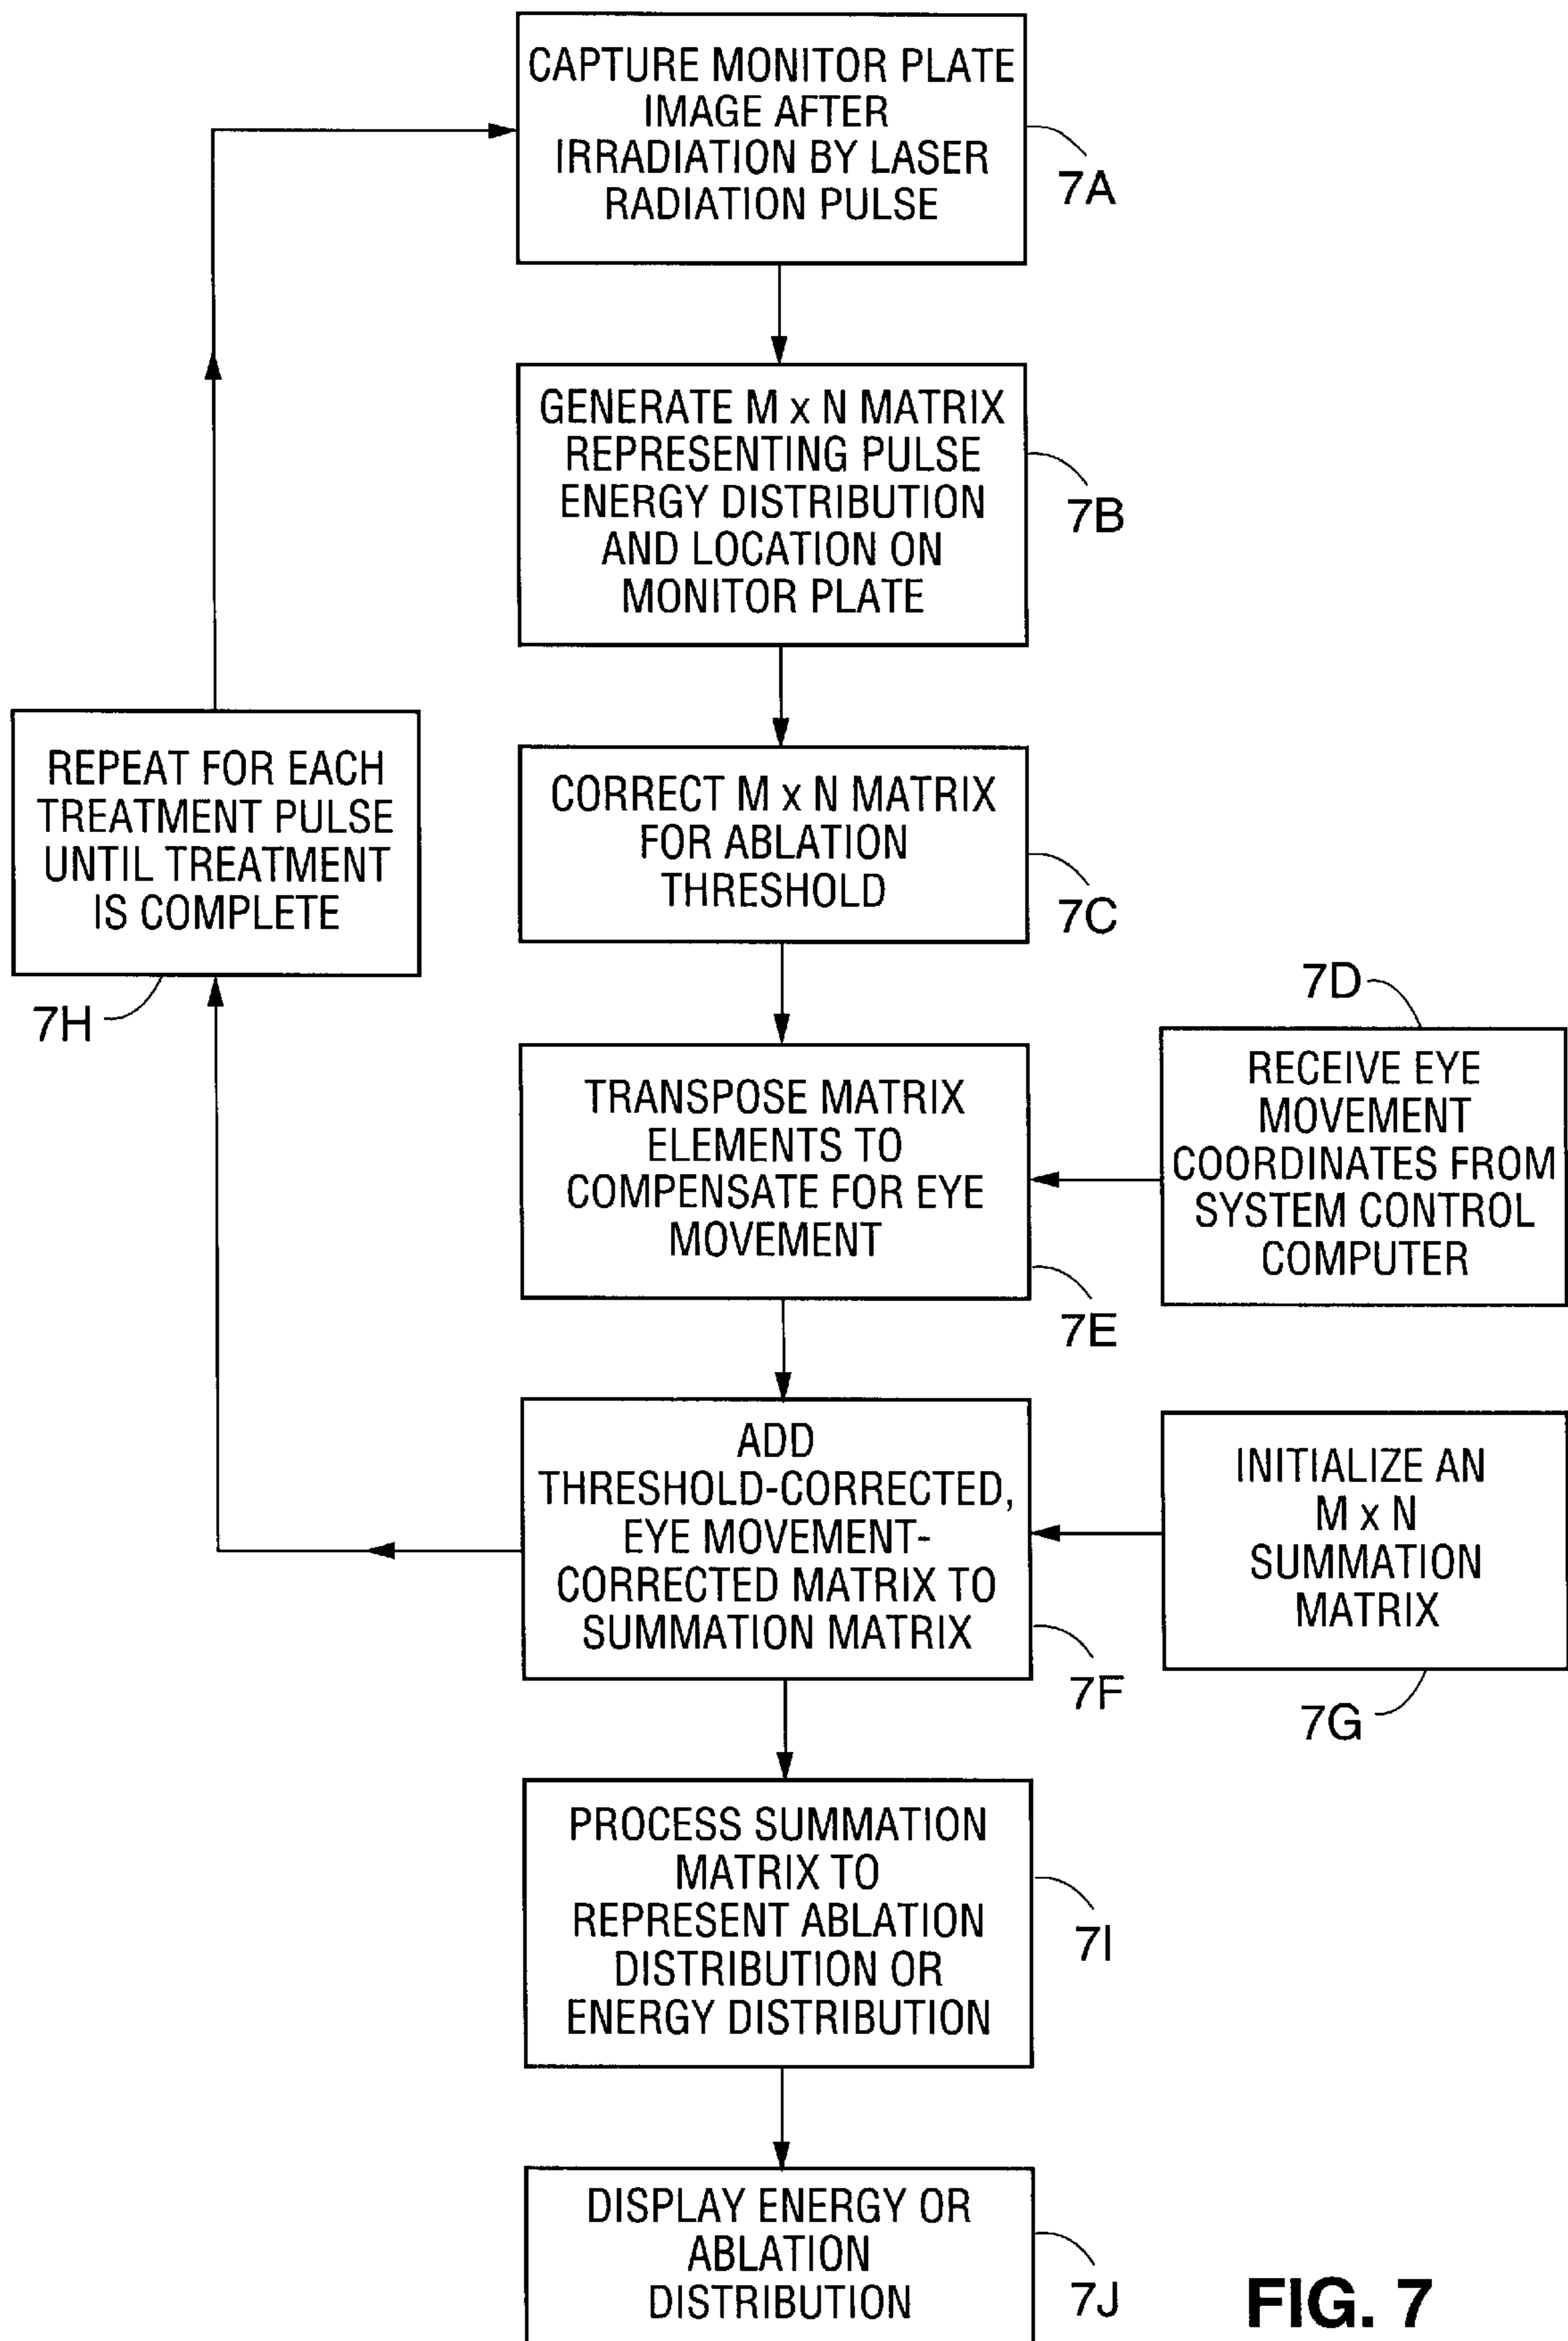 CAPTURE MONITOR PLATE
IMAGE AFTER
IRRADIATION BY LASER
RADIATION PULSE
7A
GENERATE M x N MATRIX
REPRESENTING PULSE
ENERGY DISTRIBUTION
AND LOCATION ON
MONITOR PLATE
7B
REPEAT FOR EACH
TREATMENT PULSE
UNTIL TREATMENT
IS COMPLETE
7H
CORRECT M x N MATRIX
FOR ABLATION
THRESHOLD
7C
7D
RECEIVE EYE
MOVEMENT
COORDINATES FROM
SYSTEM CONTROL
COMPUTER
TRANSPOSE MATRIX
ELEMENTS TO
COMPENSATE FOR EYE
MOVEMENT
7E
ADD
THRESHOLD-CORRECTED,
EYE MOVEMENT-
CORRECTED MATRIX TO
SUMMATION MATRIX
7F
INITIALIZE AN
M x N
SUMMATION
MATRIX
7G
PROCESS SUMMATION
MATRIX TO
REPRESENT ABLATION
DISTRIBUTION OR
ENERGY DISTRIBUTION
7I
DISPLAY ENERGY OR
ABLATION
DISTRIBUTION
7J
FIG. 7